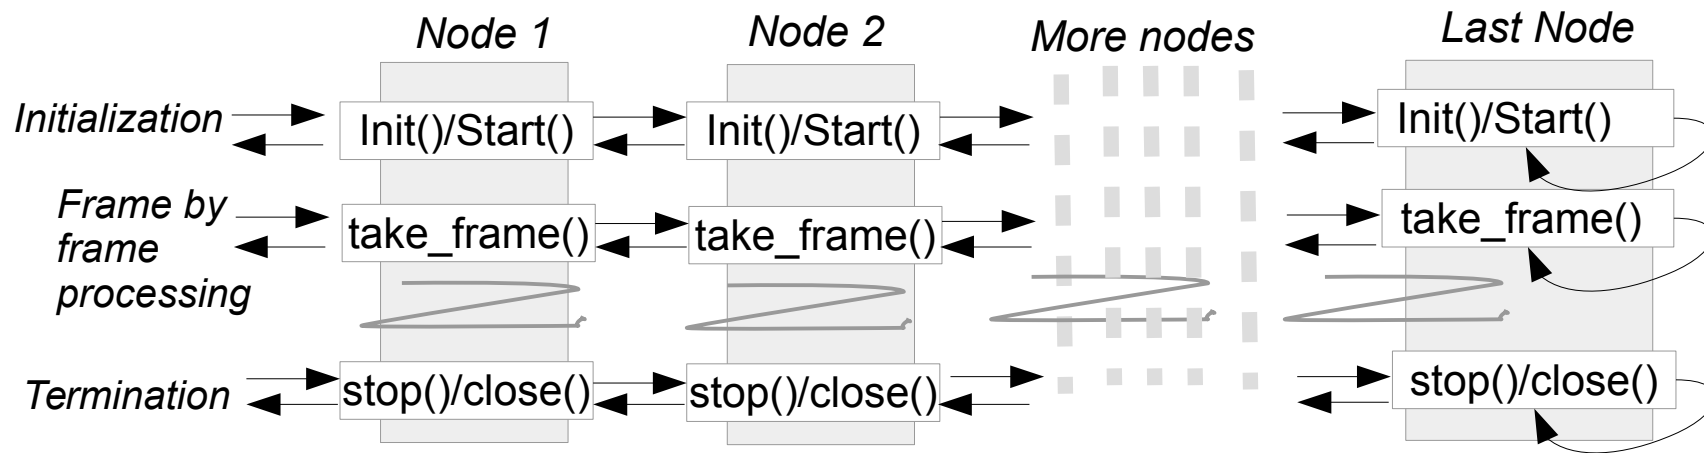 Node 1
Node 2
More nodes
Last Node
Initialization
Init()/Start()
Init()/Start()
Init()/Start()
Frame by
frame
processing
take_frame()
take_frame()
take_frame()
Termination
stop()/close()
stop()/close()
stop()/close()